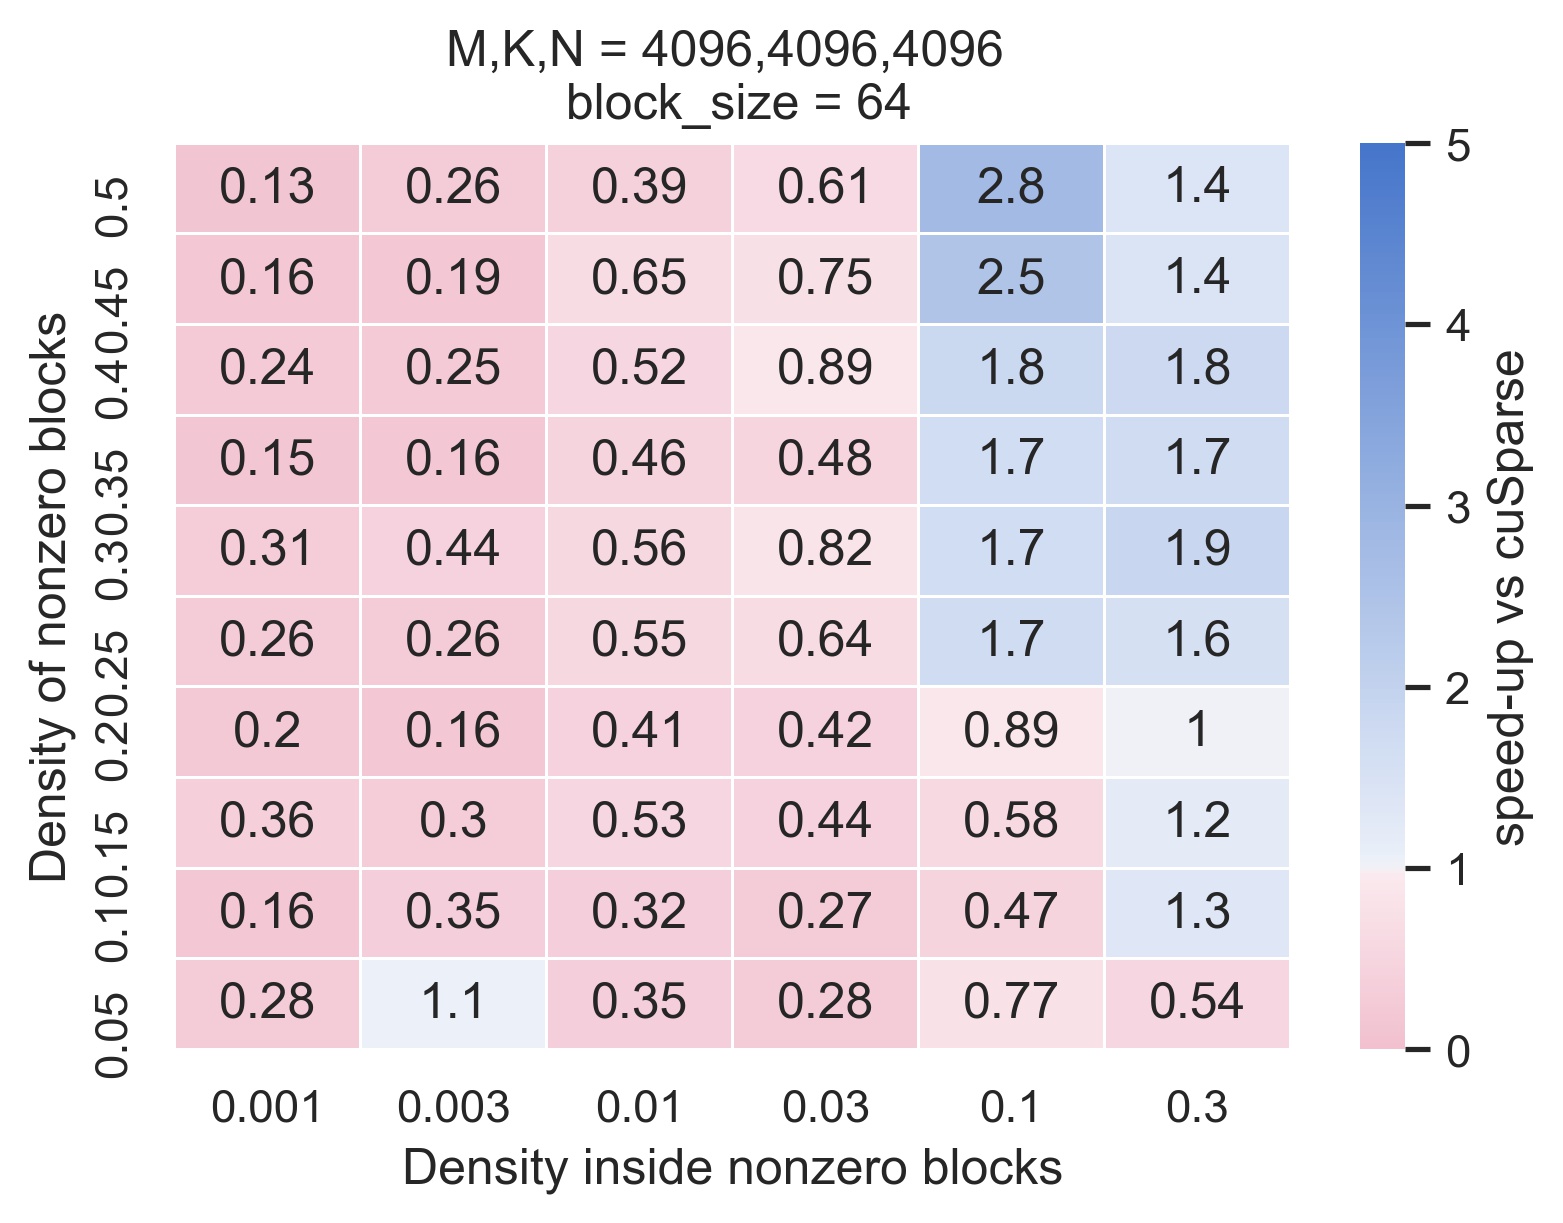 M,K,N = 4096,4096,4096
block_size = 64
Density of nonzero blocks
0.5 0.13 0.26 0.39 0.61 2.8 1.4
0.45 0.16 0.19 0.65 0.75 2.5 1.4
0.4 0.24 0.25 0.52 0.89 1.8 1.8
0.35 0.15 0.16 0.46 0.48 1.7 1.7
0.30 0.31 0.44 0.56 0.82 1.7 1.9
0.25 0.26 0.26 0.55 0.64 1.7 1.6
0.20 0.2 0.16 0.41 0.42 0.89 1
0.15 0.36 0.3 0.53 0.44 0.58 1.2
0.10 0.16 0.35 0.32 0.27 0.47 1.3
0.05 0.28 1.1 0.35 0.28 0.77 0.54
0.001 0.003 0.01 0.03 0.1 0.3
Density inside nonzero blocks
5
4
3
2
1
0
speed-up vs cuSparse